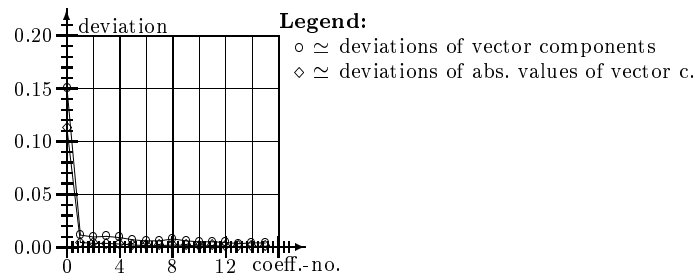 deviation
0.20
0.15
0.10
0.05
0.00
0 4 8 12 coeff.-no.
Legend:
○ ≃ deviations of vector components
◇ ≃ deviations of abs. values of vector c.